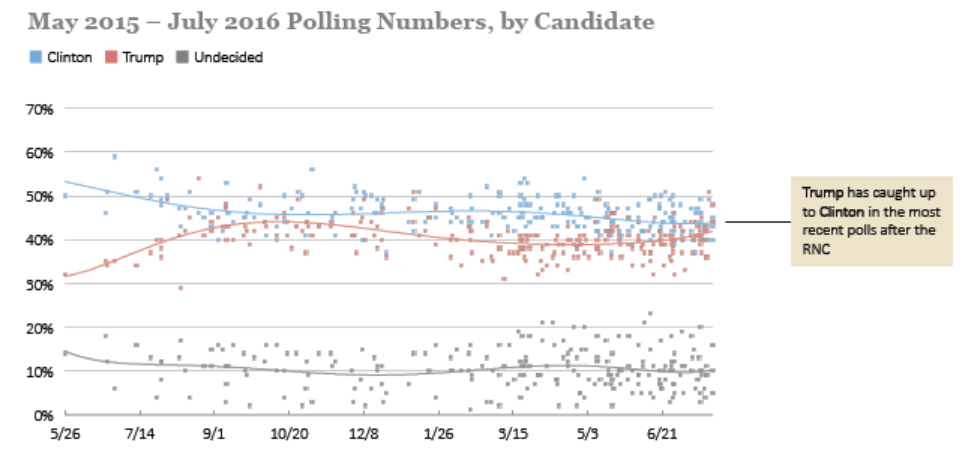 May 2015 – July 2016 Polling Numbers, by Candidate
Clinton Trump Undecided
70%
60%
50%
40%
30%
20%
10%
0%
5/26 7/14 9/1 10/20 12/8 1/26 3/15 5/3 6/21
Trump has caught up
to Clinton in the most
recent polls after the
RNC